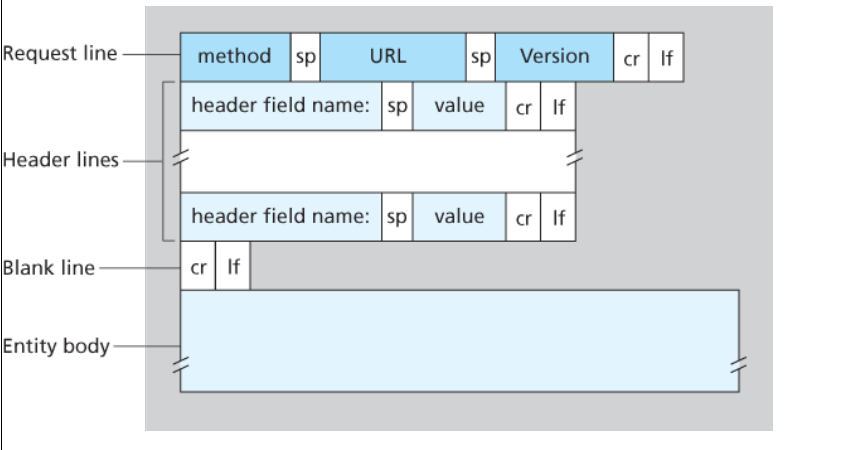 Request line method sp URL sp Version cr lf
header field name: sp value cr lf
Header lines
header field name: sp value cr lf
Blank line cr lf
Entity body